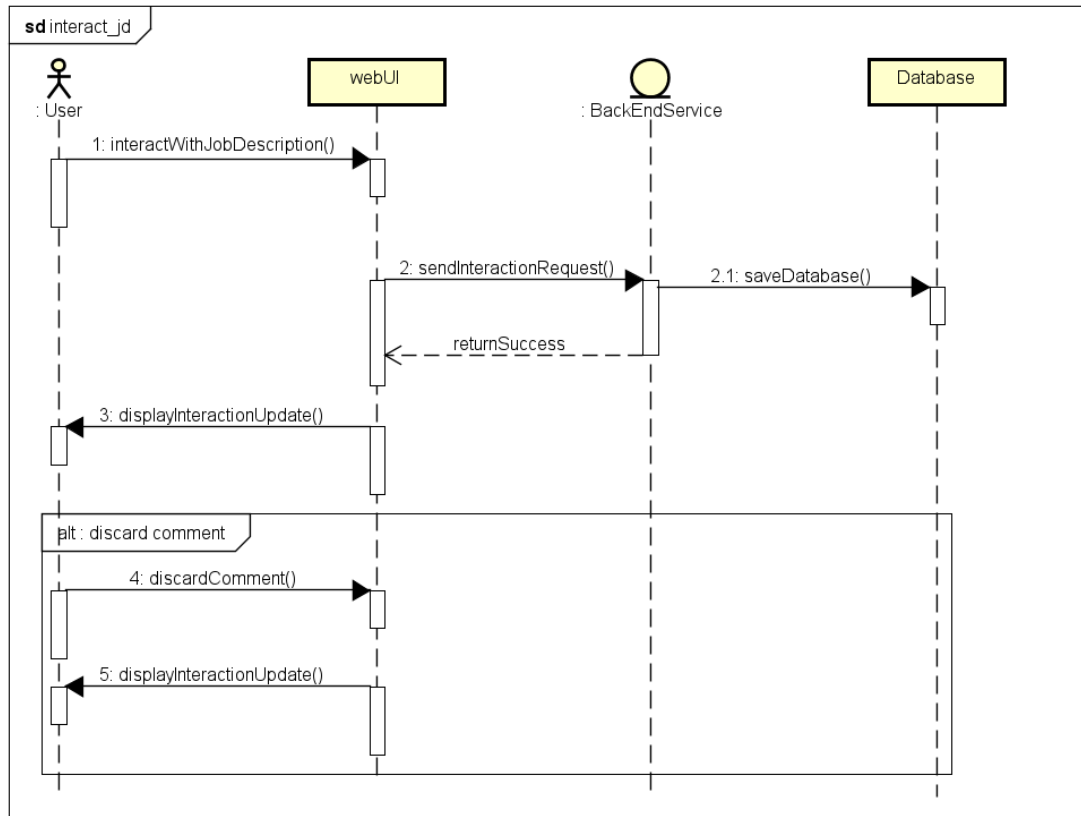 sd interact_jd
webUI
Database
: User
: BackEndService
1: interactWithJobDescription()
2: sendInteractionRequest()
2.1: saveDatabase()
returnSuccess
3: displayInteractionUpdate()
alt : discard comment
4: discardComment()
5: displayInteractionUpdate()